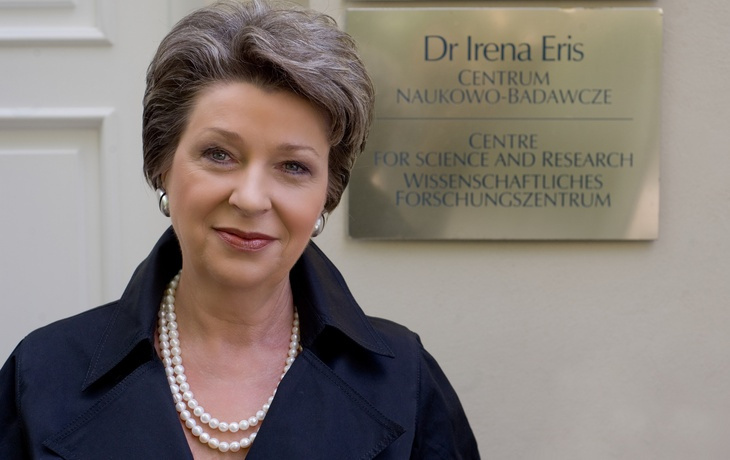 Dr Irena Eris
CENTRUM
NAUKOWO-BADAWCZE
CENTRE
FOR SCIENCE AND RESEARCH
WISSENSCHAFTLICHES
FORSCHUNGSZENTRUM